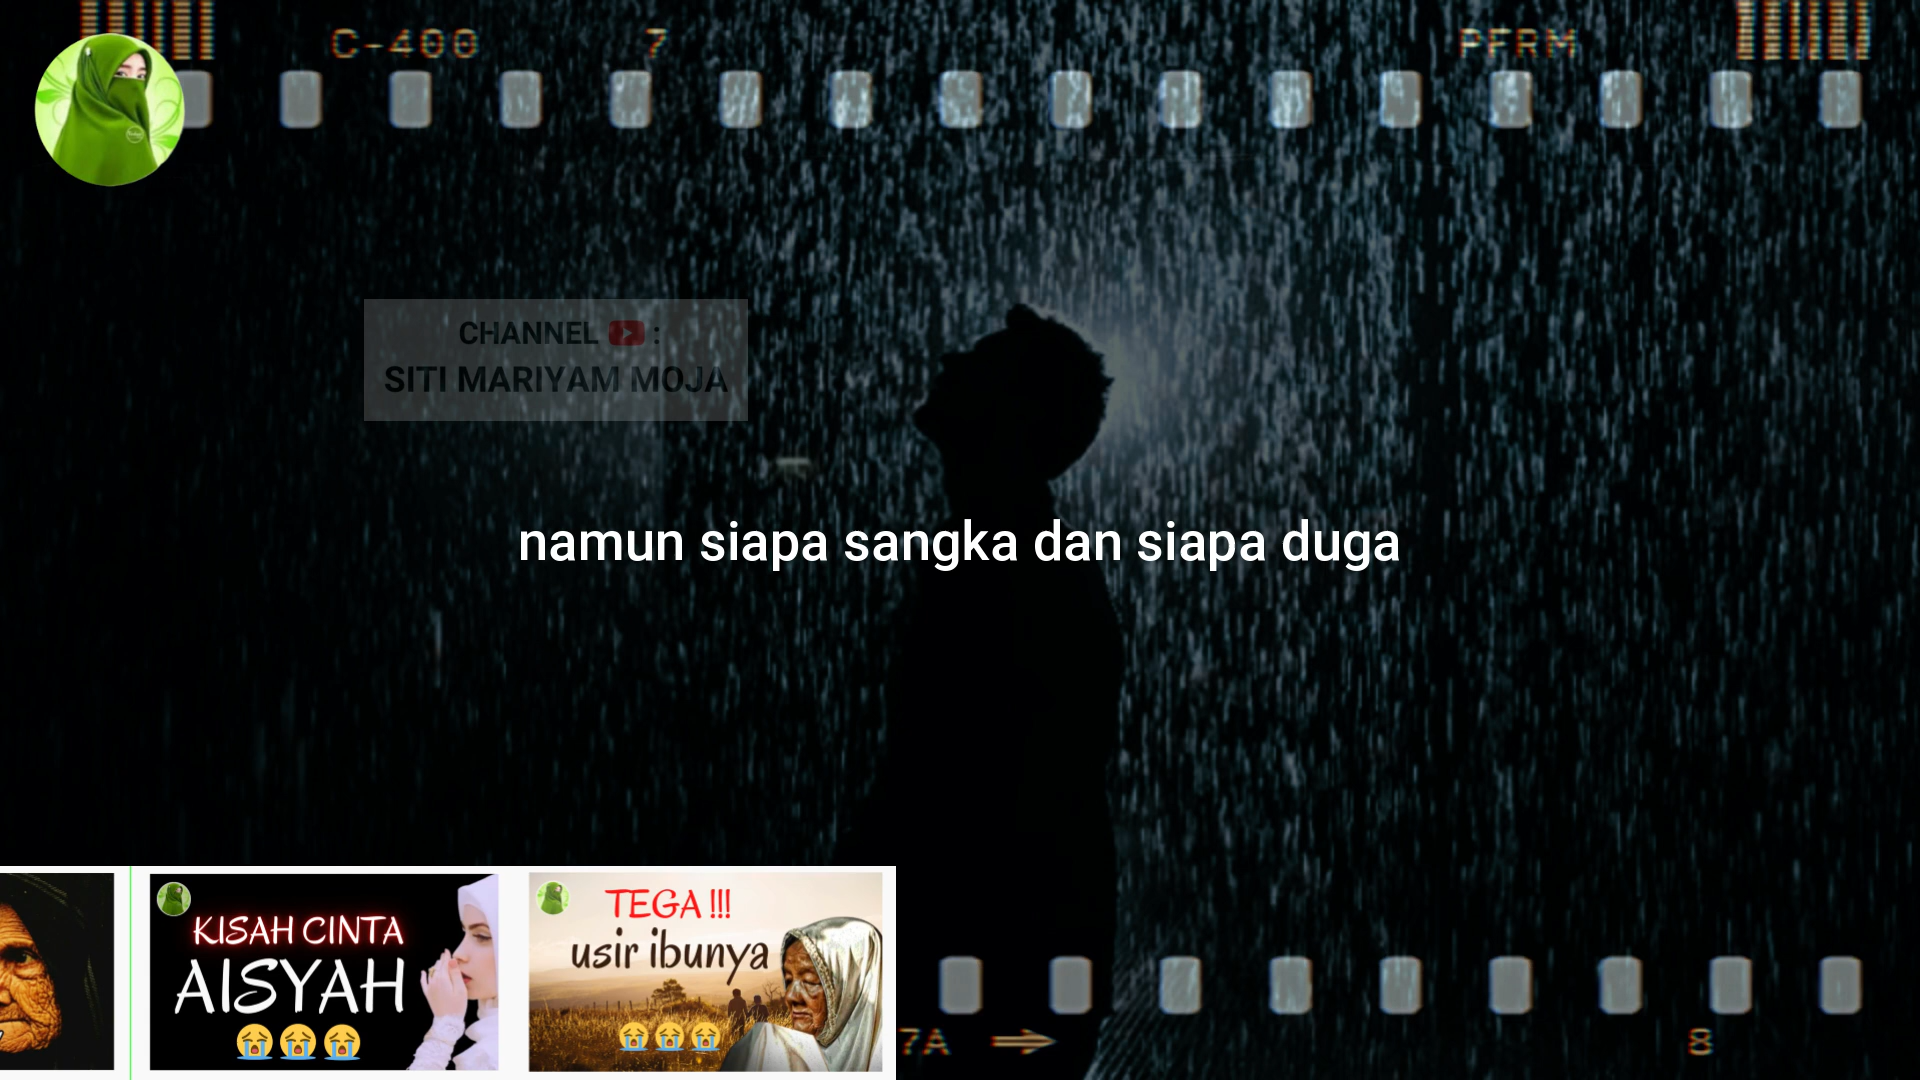 C-400 7 PFRM
CHANNEL :
SITI MARIYAM MOJA
namun siapa sangka dan siapa duga
KISAH CINTA
AISYAH
TEGA !!!
usir ibunya
7A 8